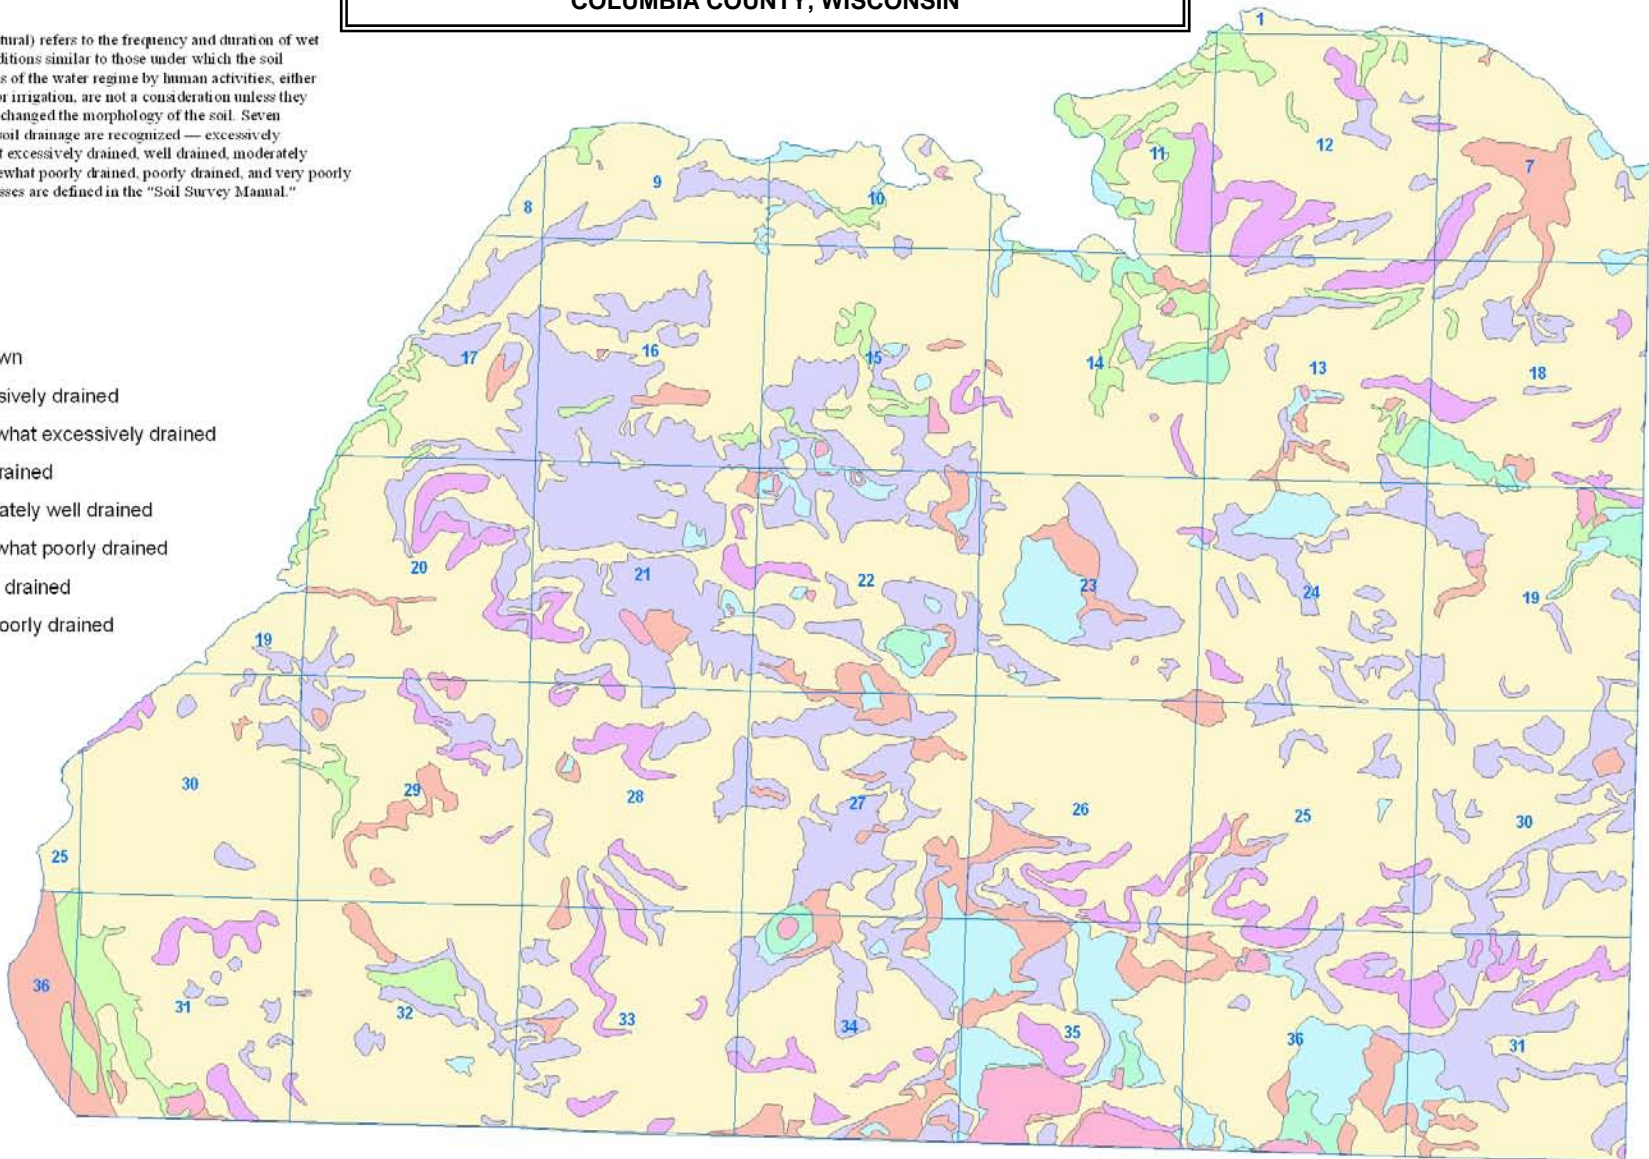 COLUMBIA COUNTY, WISCONSIN
tural) refers to the frequency and duration of wet
ditions similar to those under which the soil
s of the water regime by human activities, either
or irrigation, are not a consideration unless they
changed the morphology of the soil. Seven
soil drainage are recognized — excessively
t excessively drained, well drained, moderately
ewhat poorly drained, poorly drained, and very poorly
sses are defined in the "Soil Survey Manual."
wn
sively drained
what excessively drained
rained
ately well drained
what poorly drained
drained
oorly drained
1
11 12 7
8 9 10
17 16 15 14 13 18
20 21 22 23 24 19
19
30 29 28 27 26 25 30
25
36 31 32 33 34 35 36 31